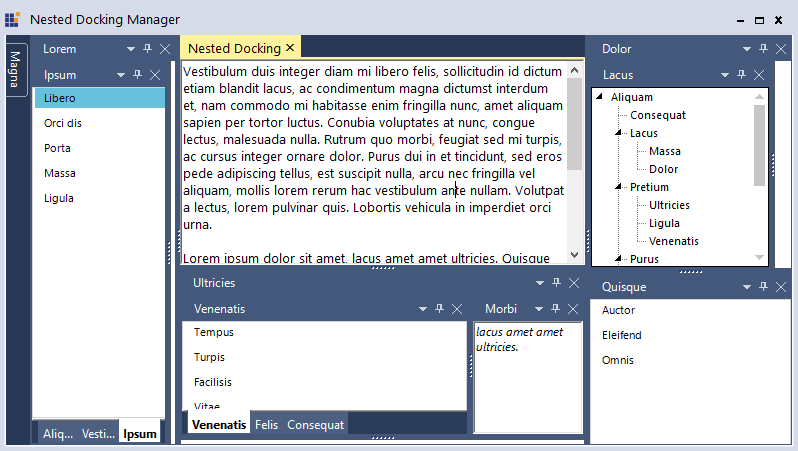 Nested Docking Manager
Magna
Lorem
Ipsum
Libero
Orci dis
Porta
Massa
Ligula
Aliq...
Vesti...
Ipsum
Nested Docking
Vestibulum duis integer diam mi libero felis, sollicitudin id dictum
etiam blandit lacus, ac condimentum magna dictumst interdum
et, nam commodo mi habitasse enim fringilla nunc, amet aliquam
sapien per tortor luctus. Conubia voluptates at nunc, congue
lectus, malesuada nulla. Rutrum quo morbi, feugiat sed mi turpis,
ac cursus integer ornare dolor. Purus dui in et tincidunt, sed eros
pede adipiscing tellus, est suscipit nulla, arcu nec fringilla vel
aliquam, mollis lorem rerum hac vestibulum ante nullam. Volutpat
a lectus, lorem pulvinar quis. Lobortis vehicula in imperdiet orci
urna.
Lorem ipsum dolor sit amet, lacus amet amet ultricies. Quisque
Ultricies
Venenatis
Tempus
Turpis
Facilisis
Vitae
Venenatis
Felis
Consequat
Morbi
lacus amet amet
ultricies.
Dolor
Lacus
Aliquam
Consequat
Lacus
Massa
Dolor
Pretium
Ultricies
Ligula
Venenatis
Purus
Quisque
Auctor
Eleifend
Omnis